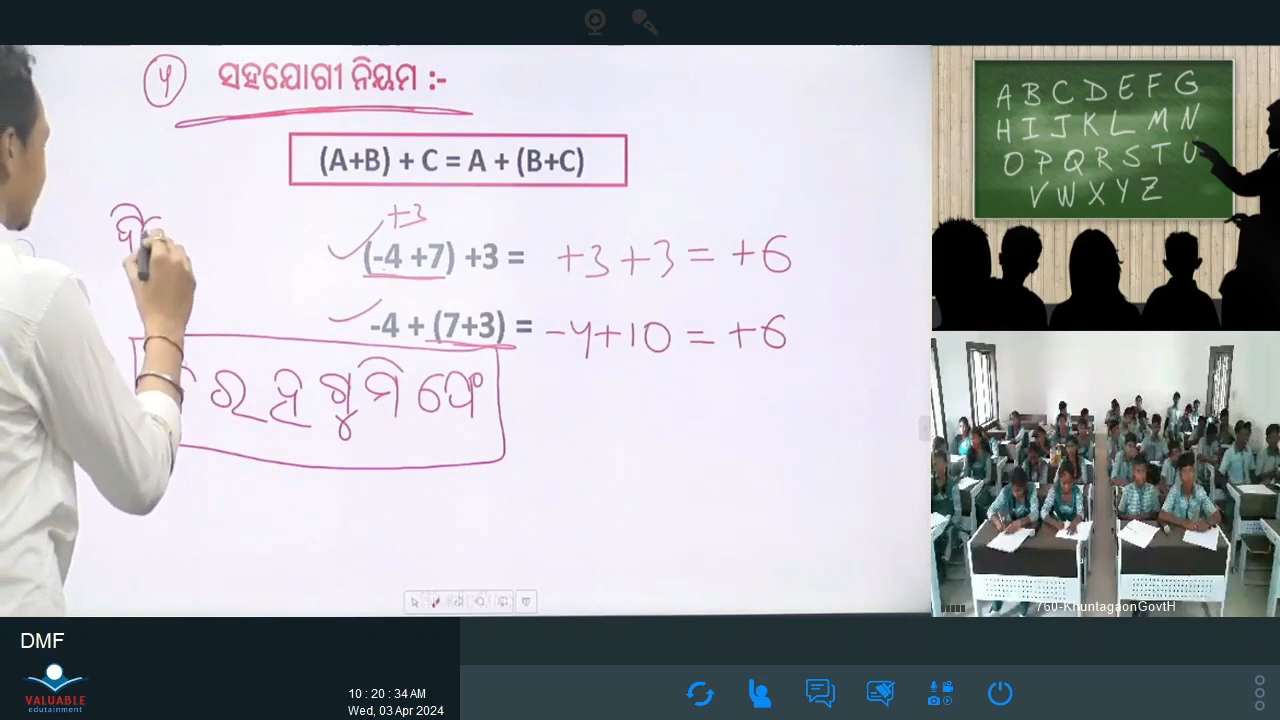 ୫ ସହଯୋଗୀ ନିୟମ :-
(A+B) + C = A + (B+C)
+3
(-4 +7) +3 = +3+3 = +6
-4 + (7+3) = -4+10 = +6
A B C D E F G
H I J K L M N
O P Q R S T U
V W X Y Z
760-KhuntagaonGovtH
DMF
VALUABLE
edutainment
10 : 20 : 34 AM
Wed, 03 Apr 2024